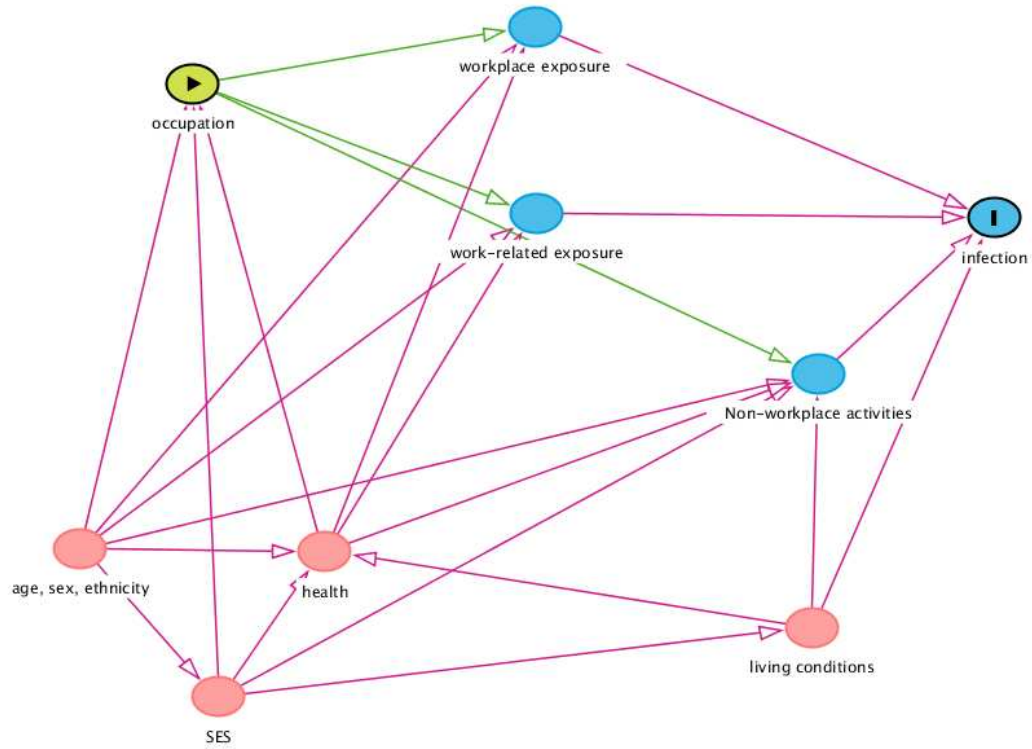 workplace exposure
occupation
work-related exposure
infection
Non-workplace activities
age, sex, ethnicity
health
living conditions
SES